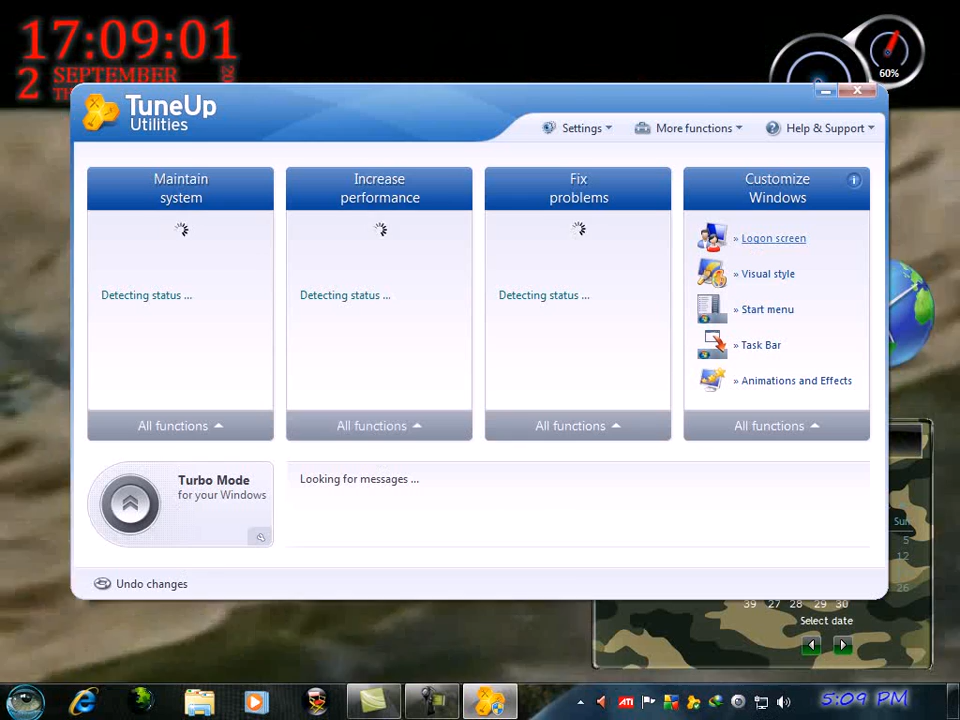 17:09:01
2 SEPTEMBER
60%
TuneUp
Utilities
Settings
More functions
Help & Support
Maintain
system
Increase
performance
Fix
problems
Customize
Windows
Detecting status ...
Detecting status ...
Detecting status ...
» Logon screen
» Visual style
» Start menu
» Task Bar
» Animations and Effects
All functions
All functions
All functions
All functions
Turbo Mode
for your Windows
Looking for messages ...
Undo changes
Sun
5
12
26
39 27 28 29 30
Select date
ATI
5:09 PM